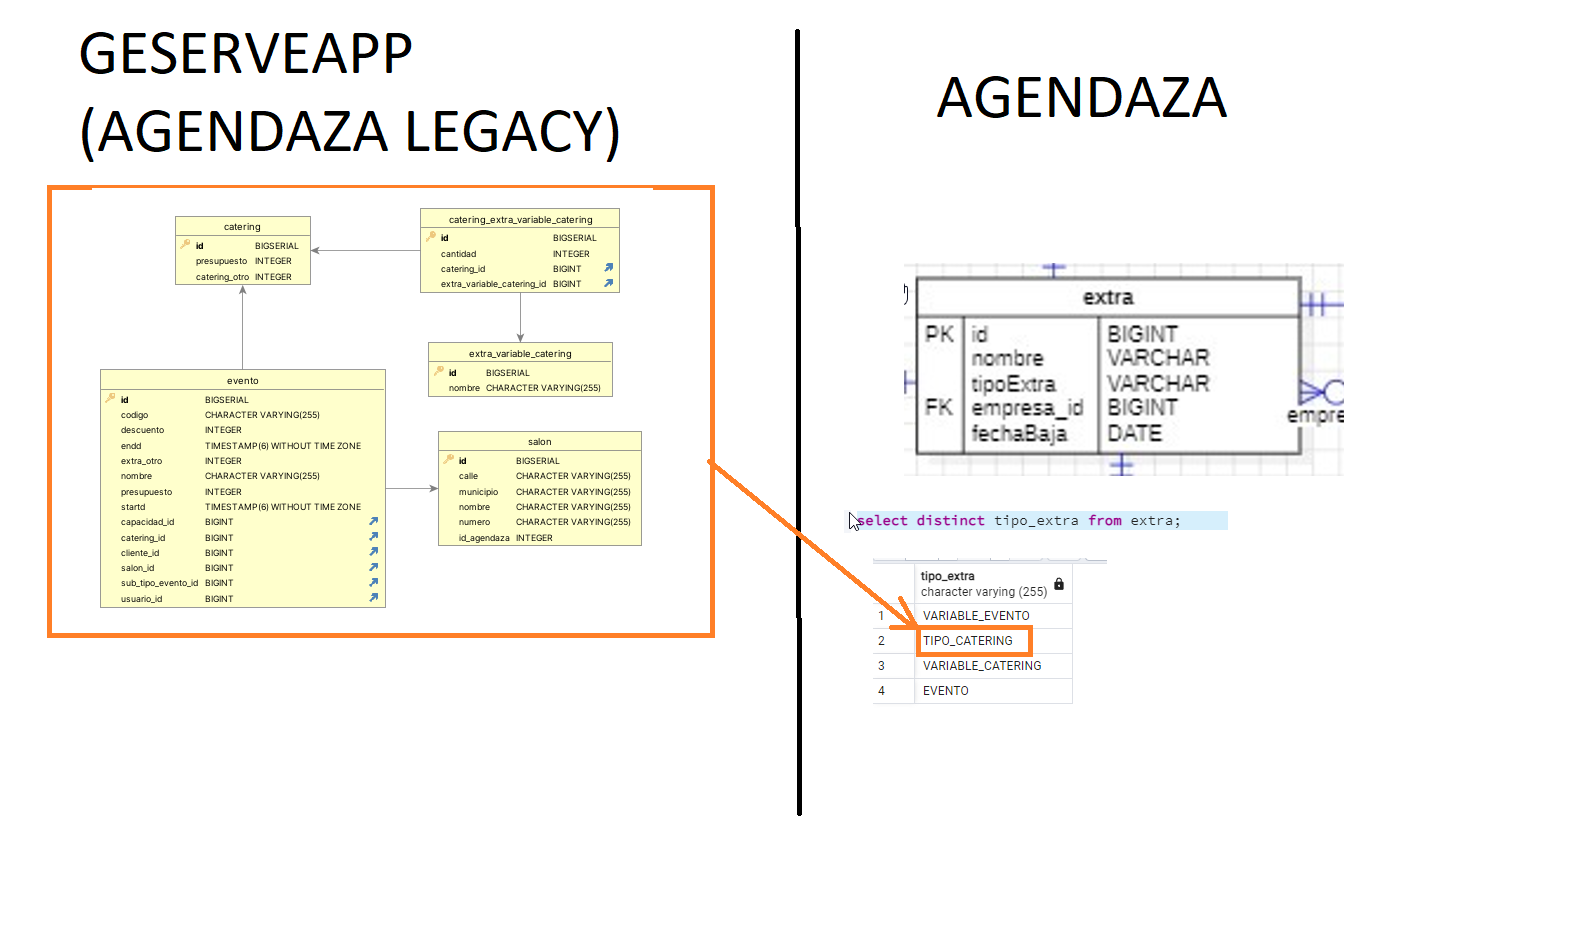 GESERVEAPP
(AGENDAZA LEGACY)
AGENDAZA
catering
id BIGSERIAL
presupuesto INTEGER
catering_otro INTEGER
catering_extra_variable_catering
id BIGSERIAL
cantidad INTEGER
catering_id BIGINT
extra_variable_catering_id BIGINT
extra_variable_catering
id BIGSERIAL
nombre CHARACTER VARYING(255)
evento
id BIGSERIAL
codigo CHARACTER VARYING(255)
descuento INTEGER
endd TIMESTAMP(6) WITHOUT TIME ZONE
extra_otro INTEGER
nombre CHARACTER VARYING(255)
presupuesto INTEGER
startd TIMESTAMP(6) WITHOUT TIME ZONE
capacidad_id BIGINT
catering_id BIGINT
cliente_id BIGINT
salon_id BIGINT
sub_tipo_evento_id BIGINT
usuario_id BIGINT
salon
id BIGSERIAL
calle CHARACTER VARYING(255)
municipio CHARACTER VARYING(255)
nombre CHARACTER VARYING(255)
numero CHARACTER VARYING(255)
id_agendaza INTEGER
extra
PK id BIGINT
nombre VARCHAR
tipoExtra VARCHAR
FK empresa_id BIGINT
fechaBaja DATE
empre
select distinct tipo_extra from extra;
tipo_extra
character varying (255)
1 VARIABLE_EVENTO
2 TIPO_CATERING
3 VARIABLE_CATERING
4 EVENTO